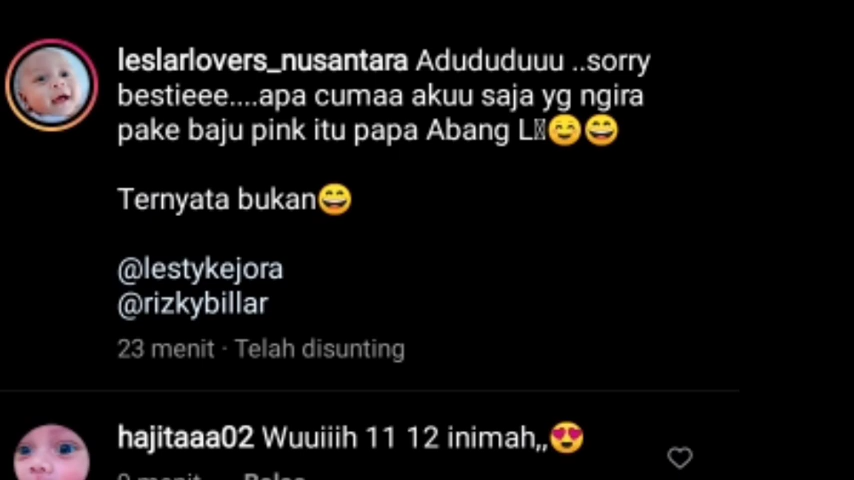 leslarlovers_nusantara Adududuuu ..sorry
bestieee....apa cumaa akuu saja yg ngira
pake baju pink itu papa Abang L😊😄
Ternyata bukan😄
@lestykejora
@rizkybillar
23 menit · Telah disunting
hajitaaa02 Wuuiiih 11 12 inimah,,😍